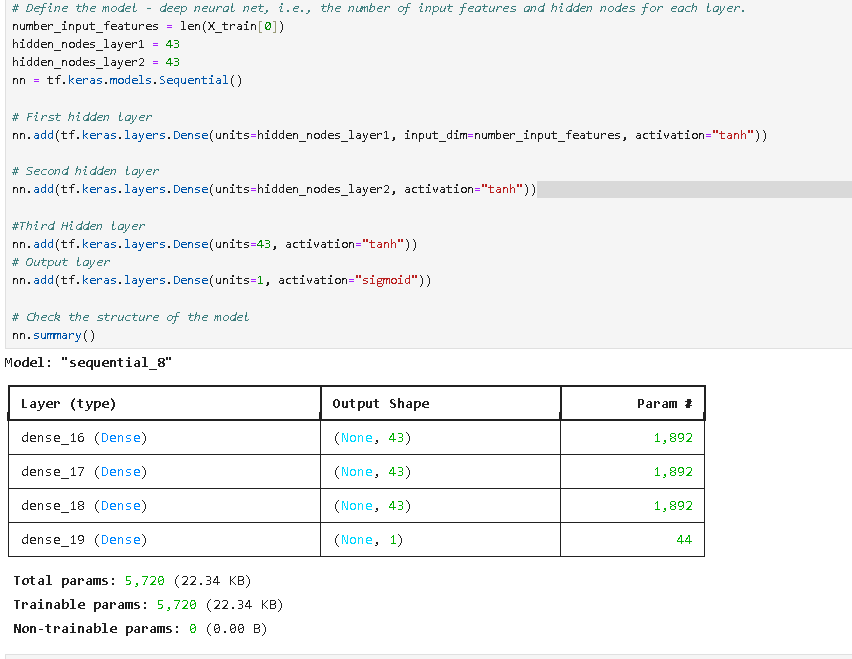 # Define the model - deep neural net, i.e., the number of input features and hidden nodes for each layer.
number_input_features = len(X_train[0])
hidden_nodes_layer1 = 43
hidden_nodes_layer2 = 43
nn = tf.keras.models.Sequential()
# First hidden layer
nn.add(tf.keras.layers.Dense(units=hidden_nodes_layer1, input_dim=number_input_features, activation="tanh"))
# Second hidden layer
nn.add(tf.keras.layers.Dense(units=hidden_nodes_layer2, activation="tanh"))
#Third Hidden layer
nn.add(tf.keras.layers.Dense(units=43, activation="tanh"))
# Output layer
nn.add(tf.keras.layers.Dense(units=1, activation="sigmoid"))
# Check the structure of the model
nn.summary()
Model: "sequential_8"
Layer (type) Output Shape Param #
dense_16 (Dense) (None, 43) 1,892
dense_17 (Dense) (None, 43) 1,892
dense_18 (Dense) (None, 43) 1,892
dense_19 (Dense) (None, 1) 44
Total params: 5,720 (22.34 KB)
Trainable params: 5,720 (22.34 KB)
Non-trainable params: 0 (0.00 B)